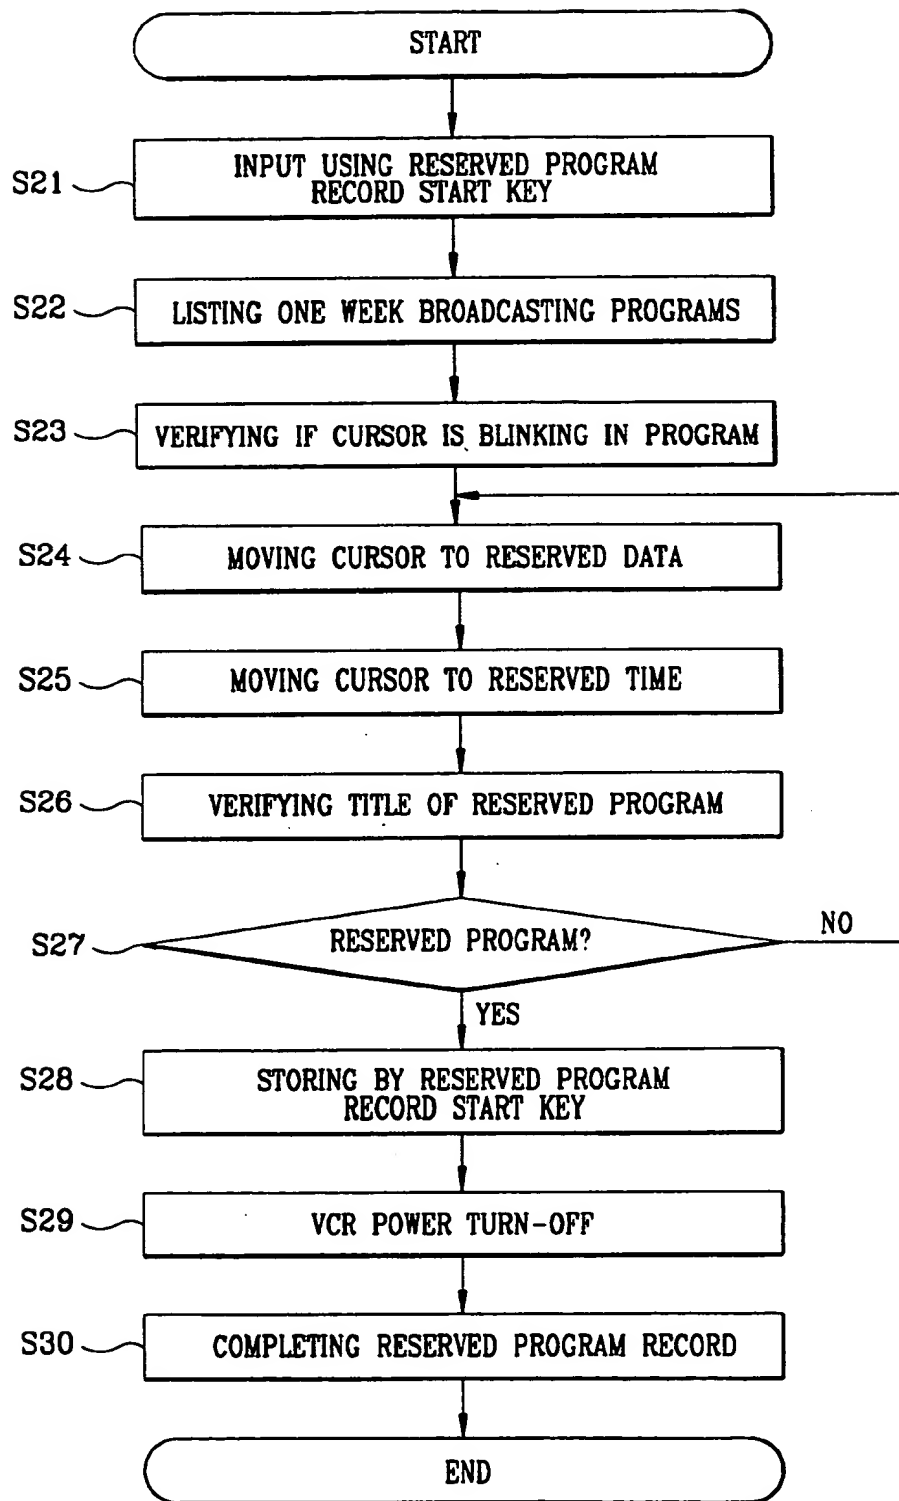 START
S21
INPUT USING RESERVED PROGRAM
RECORD START KEY
S22
LISTING ONE WEEK BROADCASTING PROGRAMS
S23
VERIFYING IF CURSOR IS BLINKING IN PROGRAM
S24
MOVING CURSOR TO RESERVED DATA
S25
MOVING CURSOR TO RESERVED TIME
S26
VERIFYING TITLE OF RESERVED PROGRAM
S27
RESERVED PROGRAM?
NO
YES
S28
STORING BY RESERVED PROGRAM
RECORD START KEY
S29
VCR POWER TURN-OFF
S30
COMPLETING RESERVED PROGRAM RECORD
END